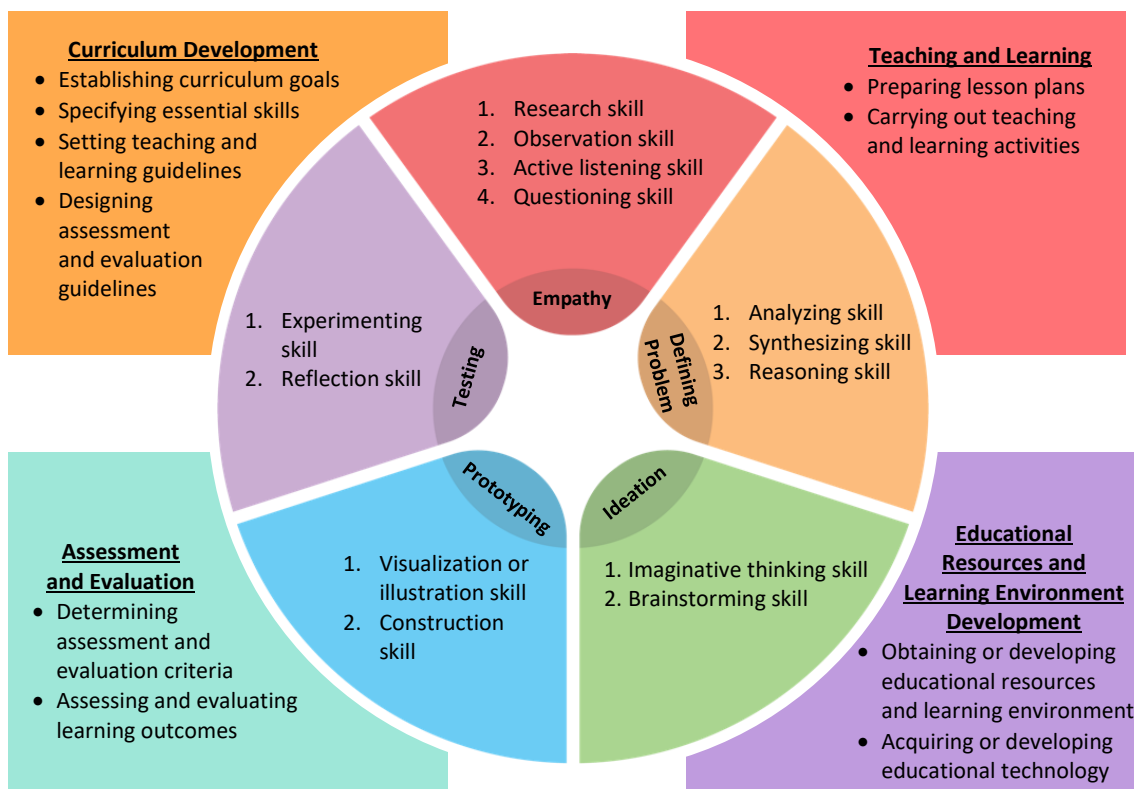 Curriculum Development
• Establishing curriculum goals
• Specifying essential skills
• Setting teaching and
learning guidelines
• Designing
assessment
and evaluation
guidelines
Teaching and Learning
• Preparing lesson plans
• Carrying out teaching
and learning activities
1. Research skill
2. Observation skill
3. Active listening skill
4. Questioning skill
Empathy
1. Analyzing skill
2. Synthesizing skill
3. Reasoning skill
Defining
Problem
1. Imaginative thinking skill
2. Brainstorming skill
Ideation
1. Visualization or
illustration skill
2. Construction
skill
Prototyping
1. Experimenting
skill
2. Reflection skill
Testing
Assessment
and Evaluation
• Determining
assessment and
evaluation criteria
• Assessing and evaluating
learning outcomes
Educational
Resources and
Learning Environment
Development
• Obtaining or developing
educational resources
and learning environment
• Acquiring or developing
educational technology